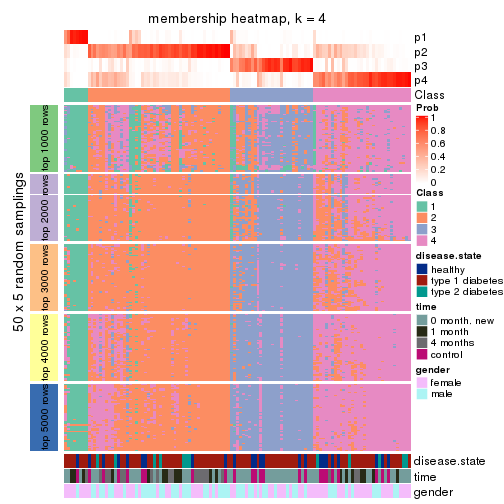 membership heatmap, k = 4
p1
p2
p3
p4
Class
50 x 5 random samplings
top 1000 rows
top 2000 rows
top 3000 rows
top 4000 rows
top 5000 rows
Prob
1
0.8
0.6
0.4
0.2
0
Class
1
2
3
4
disease.state
healthy
type 1 diabetes
type 2 diabetes
time
0 month. new
1 month
4 months
control
gender
female
male
disease.state
time
gender